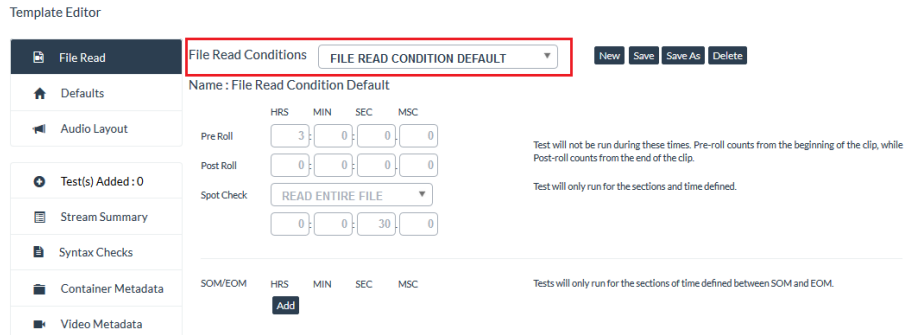 Template Editor
File Read
Defaults
Audio Layout
Test(s) Added : 0
Stream Summary
Syntax Checks
Container Metadata
Video Metadata
File Read Conditions FILE READ CONDITION DEFAULT New Save Save As Delete
Name : File Read Condition Default
HRS MIN SEC MSC
Pre Roll 3 : 0 : 0 . 0
Post Roll 0 : 0 : 0 . 0
Test will not be run during these times. Pre-roll counts from the beginning of the clip, while
Post-roll counts from the end of the clip.
Spot Check READ ENTIRE FILE
0 : 0 : 30 . 0
Test will only run for the sections and time defined.
SOM/EOM HRS MIN SEC MSC
Add
Tests will only run for the sections of time defined between SOM and EOM.